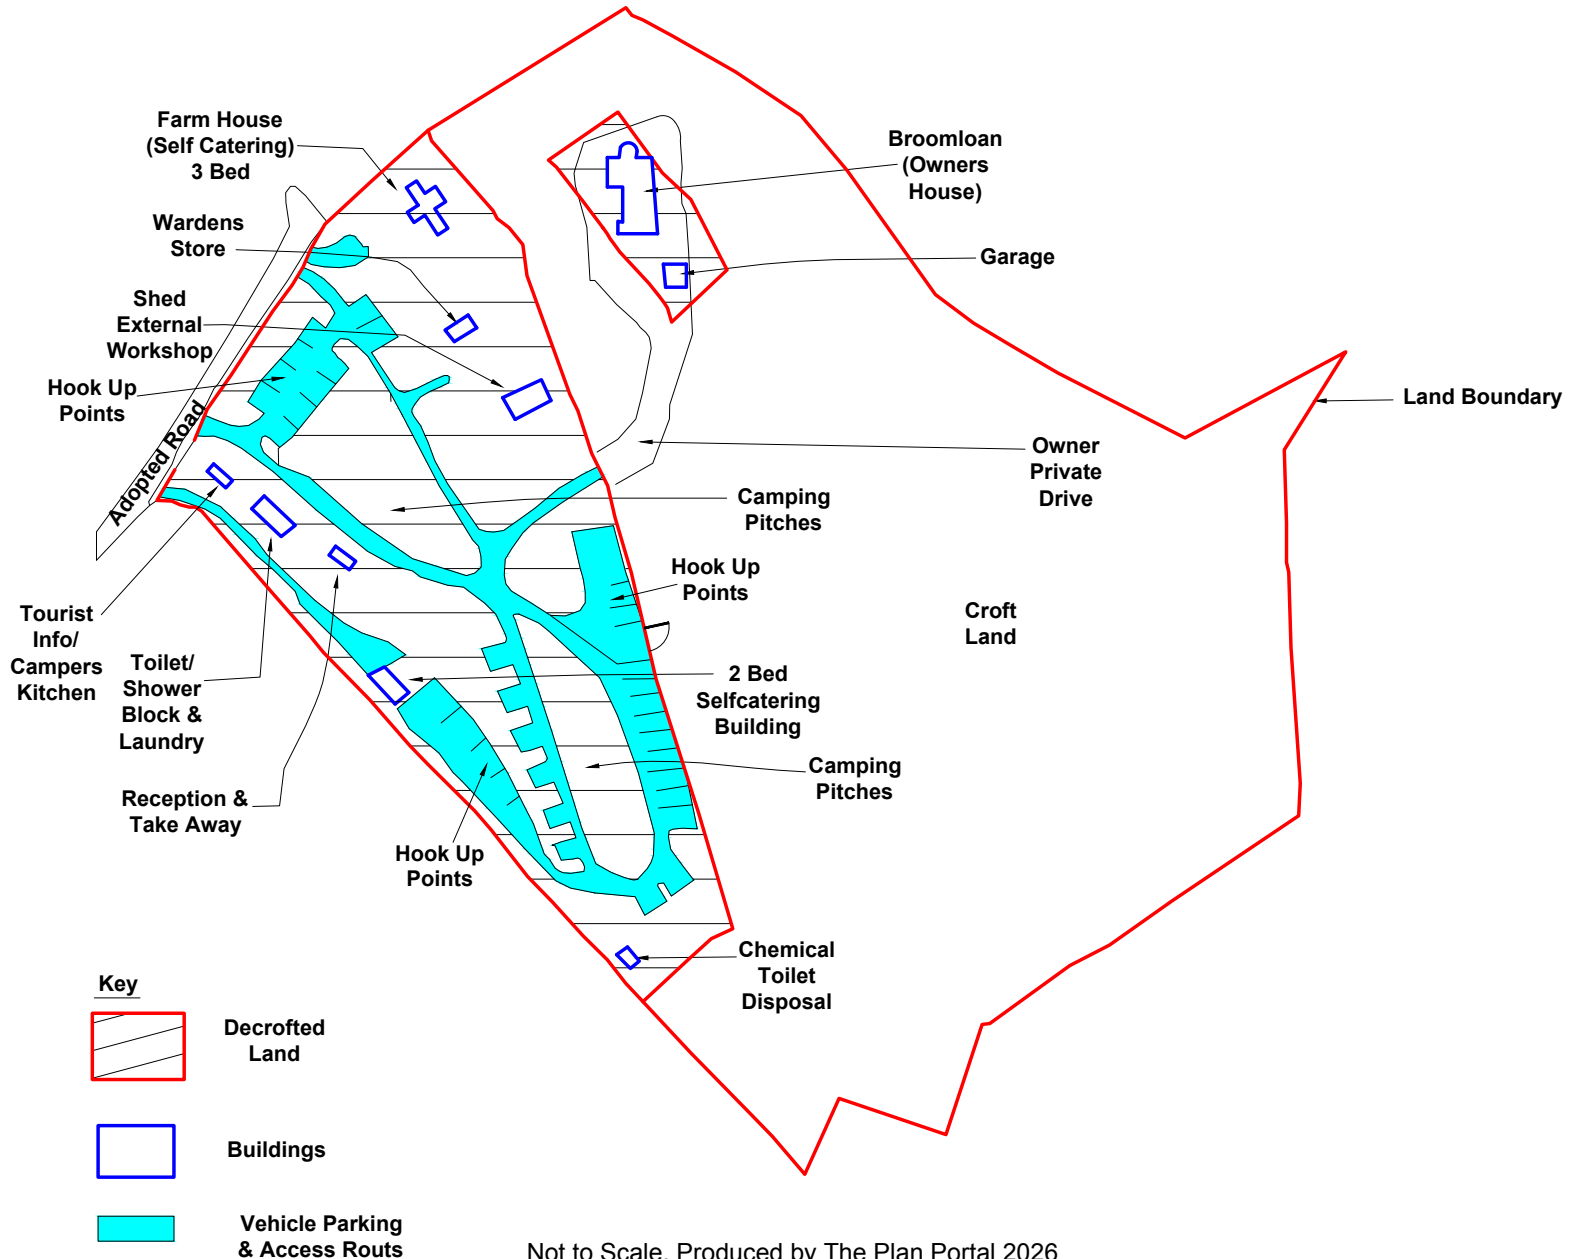 Farm House
(Self Catering)
3 Bed
Wardens
Store
Shed
External
Workshop
Hook Up
Points
Adopted Road
Tourist
Info/
Campers
Kitchen
Toilet/
Shower
Block &
Laundry
Reception &
Take Away
Hook Up
Points
Broomloan
(Owners
House)
Garage
Land Boundary
Owner
Private
Drive
Camping
Pitches
Hook Up
Points
Croft
Land
2 Bed
Selfcatering
Building
Camping
Pitches
Chemical
Toilet
Disposal
Key
Decrofted
Land
Buildings
Vehicle Parking
& Access Routs
Not to Scale. Produced by The Plan Portal 2026